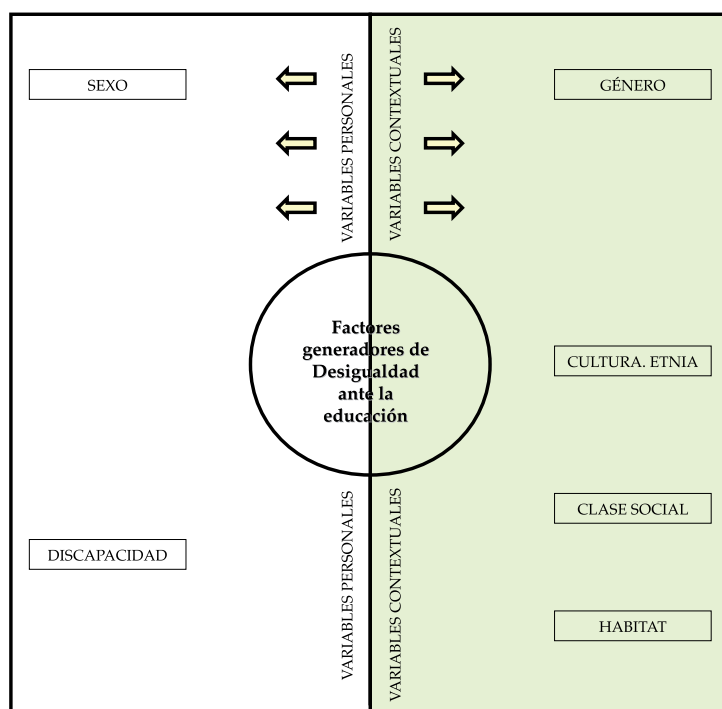 SEXO
VARIABLES PERSONALES
VARIABLES CONTEXTUALES
GÉNERO
Factores
generadores de
Desigualdad
ante la
educación
CULTURA. ETNIA
DISCAPACIDAD
VARIABLES PERSONALES
VARIABLES CONTEXTUALES
CLASE SOCIAL
HABITAT